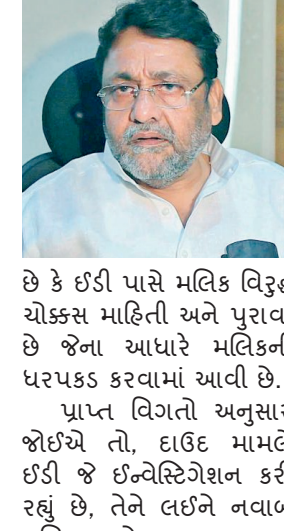 છે કે ઈડી પાસે મલિક વિરુદ્ધ
ચોક્કસ માહિતી અને પુરાવા
છે જેના આધારે મલિકની
ધરપકડ કરવામાં આવી છે.
પ્રાપ્ત વિગતો અનુસાર
જોઈએ તો, દાઉદ મામલે
ઈડી જે ઈન્વેસ્ટિગેશન કરી
રહ્યું છે, તેને લઈને નવાબ